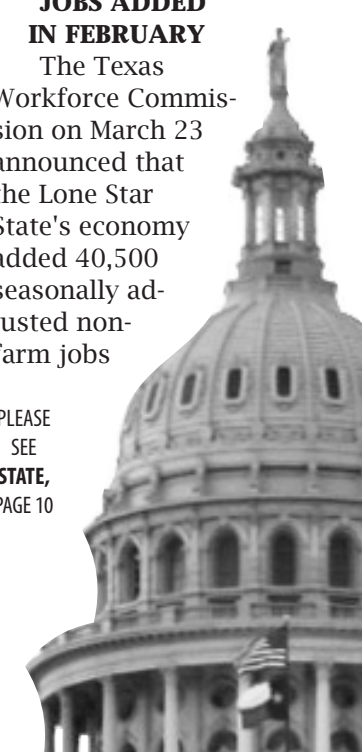 JOBS ADDED
IN FEBRUARY
The Texas
Workforce Commis-
sion on March 23
announced that
the Lone Star
State's economy
added 40,500
seasonally ad-
justed non-
farm jobs
PLEASE
SEE
STATE,
PAGE 10